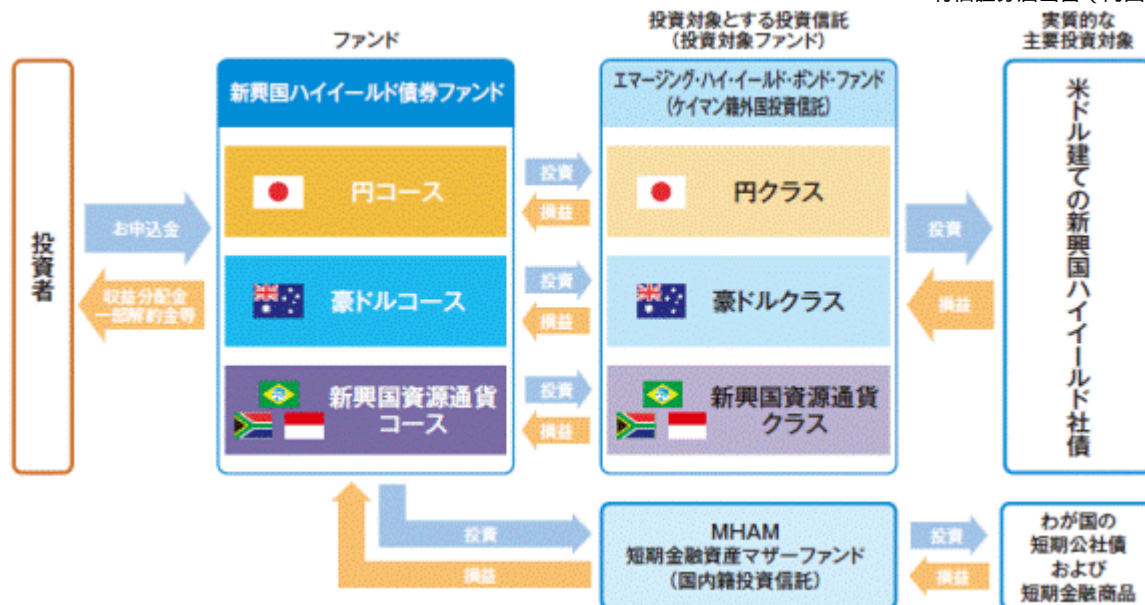 ファンド
投資対象とする投資信託
(投資対象ファンド)
実質的な
主要投資対象
投資者
お申込金
収益分配金
一部解約金等
新興国ハイイールド債券ファンド
円コース
豪ドルコース
新興国資源通貨
コース
投資
損益
投資
損益
投資
損益
エマージング・ハイ・イールド・ボンド・ファンド
(ケイマン籍外国投資信託)
円クラス
豪ドルクラス
新興国資源通貨
クラス
投資
損益
米ドル建ての新興国ハイイールド社債
投資
損益
MHAM
短期金融資産マザーファンド
(国内籍投資信託)
投資
損益
わが国の
短期公社債
および
短期金融商品